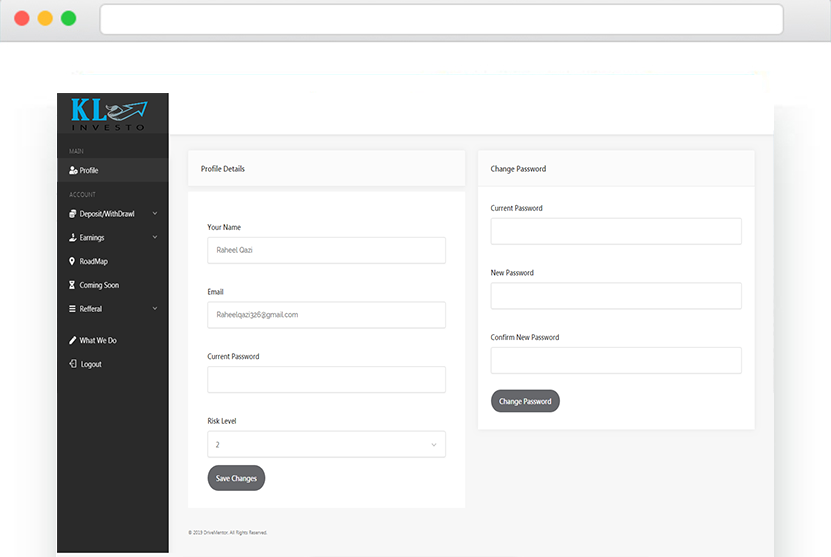 KL
INVESTO
MAIN
Profile
ACCOUNT
Deposit/WithDrawl
Earnings
RoadMap
Coming Soon
Refferal
What We Do
Logout
Profile Details
Your Name
Raheel Qazi
Email
Raheelqazi326@gmail.com
Current Password
Risk Level
2
Save Changes
Change Password
Current Password
New Password
Confirm New Password
Change Password
© 2019 DriveMentor. All Rights Reserved.